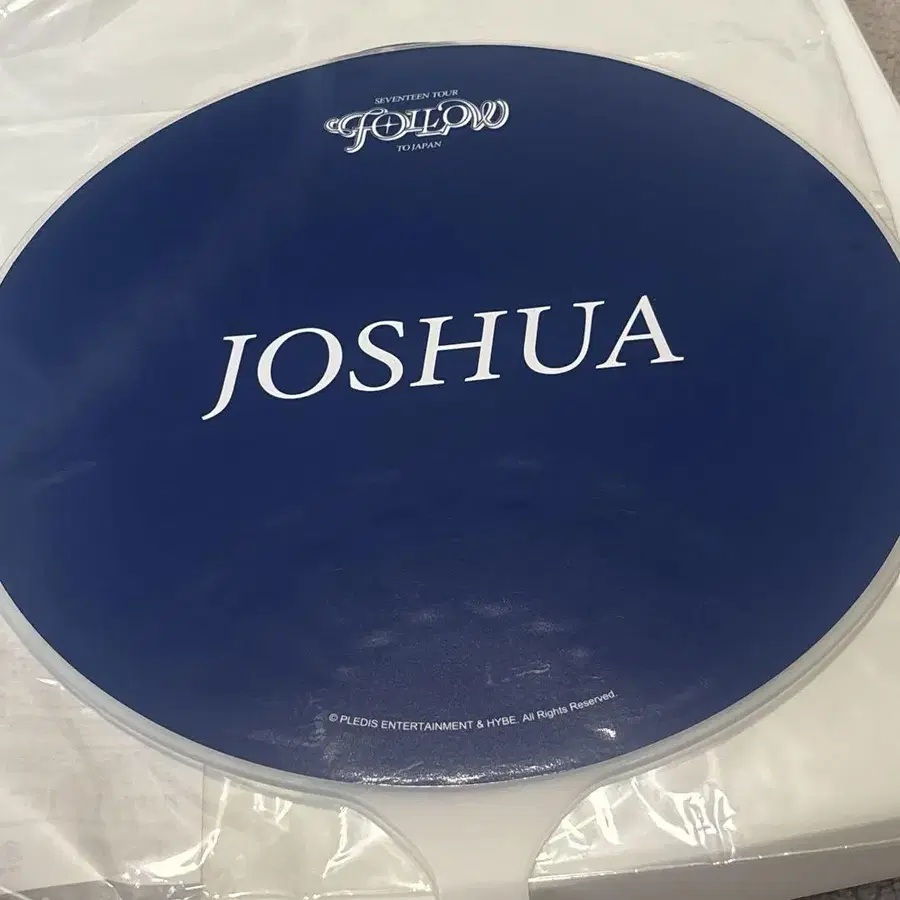 SEVENTEEN TOUR
FOLLOW
TO JAPAN
JOSHUA
© PLEDIS ENTERTAINMENT & HYBE. All Rights Reserved.